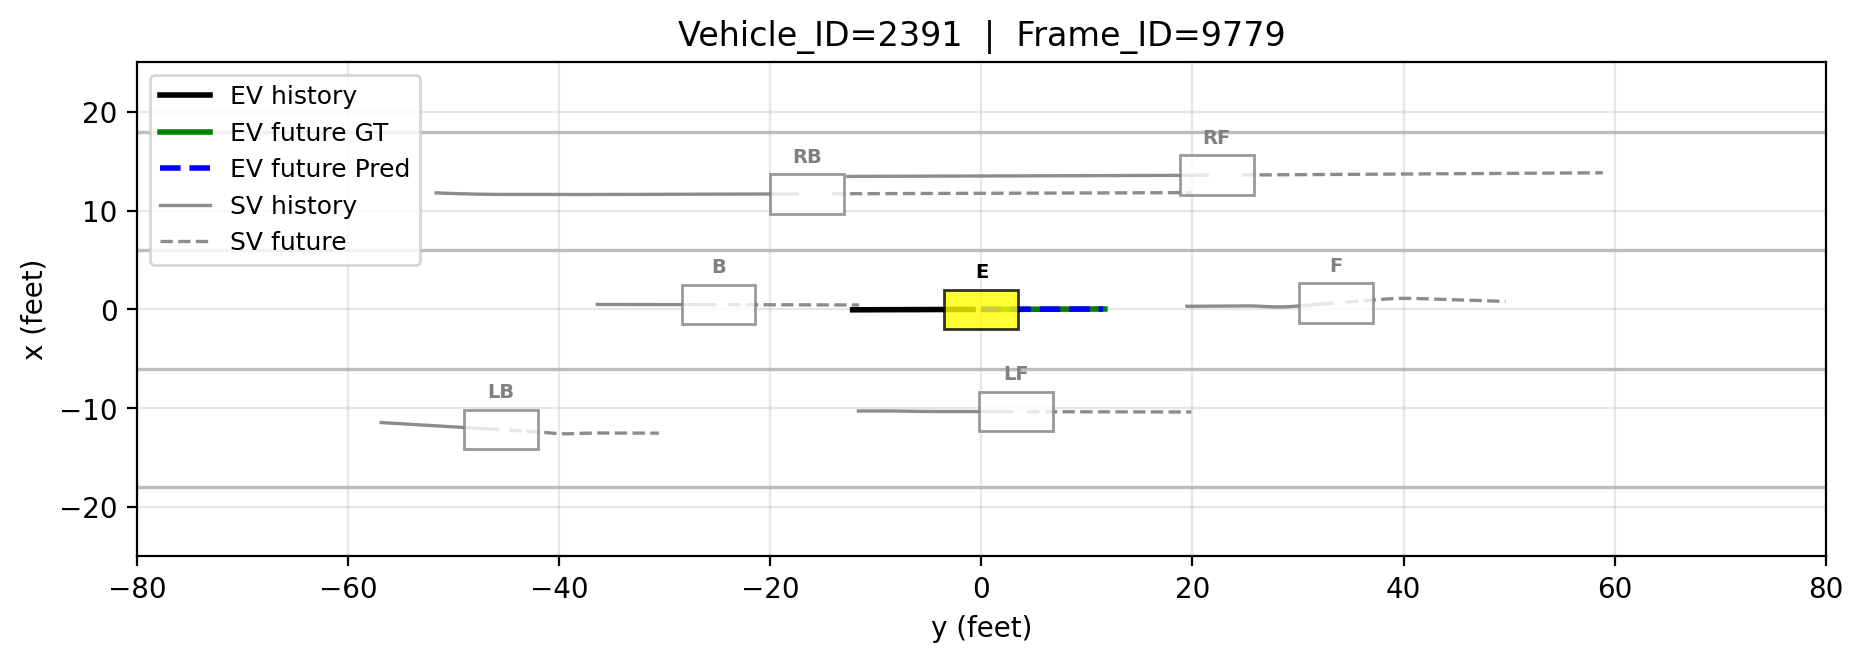 Vehicle_ID=2391 | Frame_ID=9779
EV history
EV future GT
EV future Pred
SV history
SV future
RB
RF
B
E
F
LB
LF
20
10
0
−10
−20
x (feet)
−80 −60 −40 −20 0 20 40 60 80
y (feet)